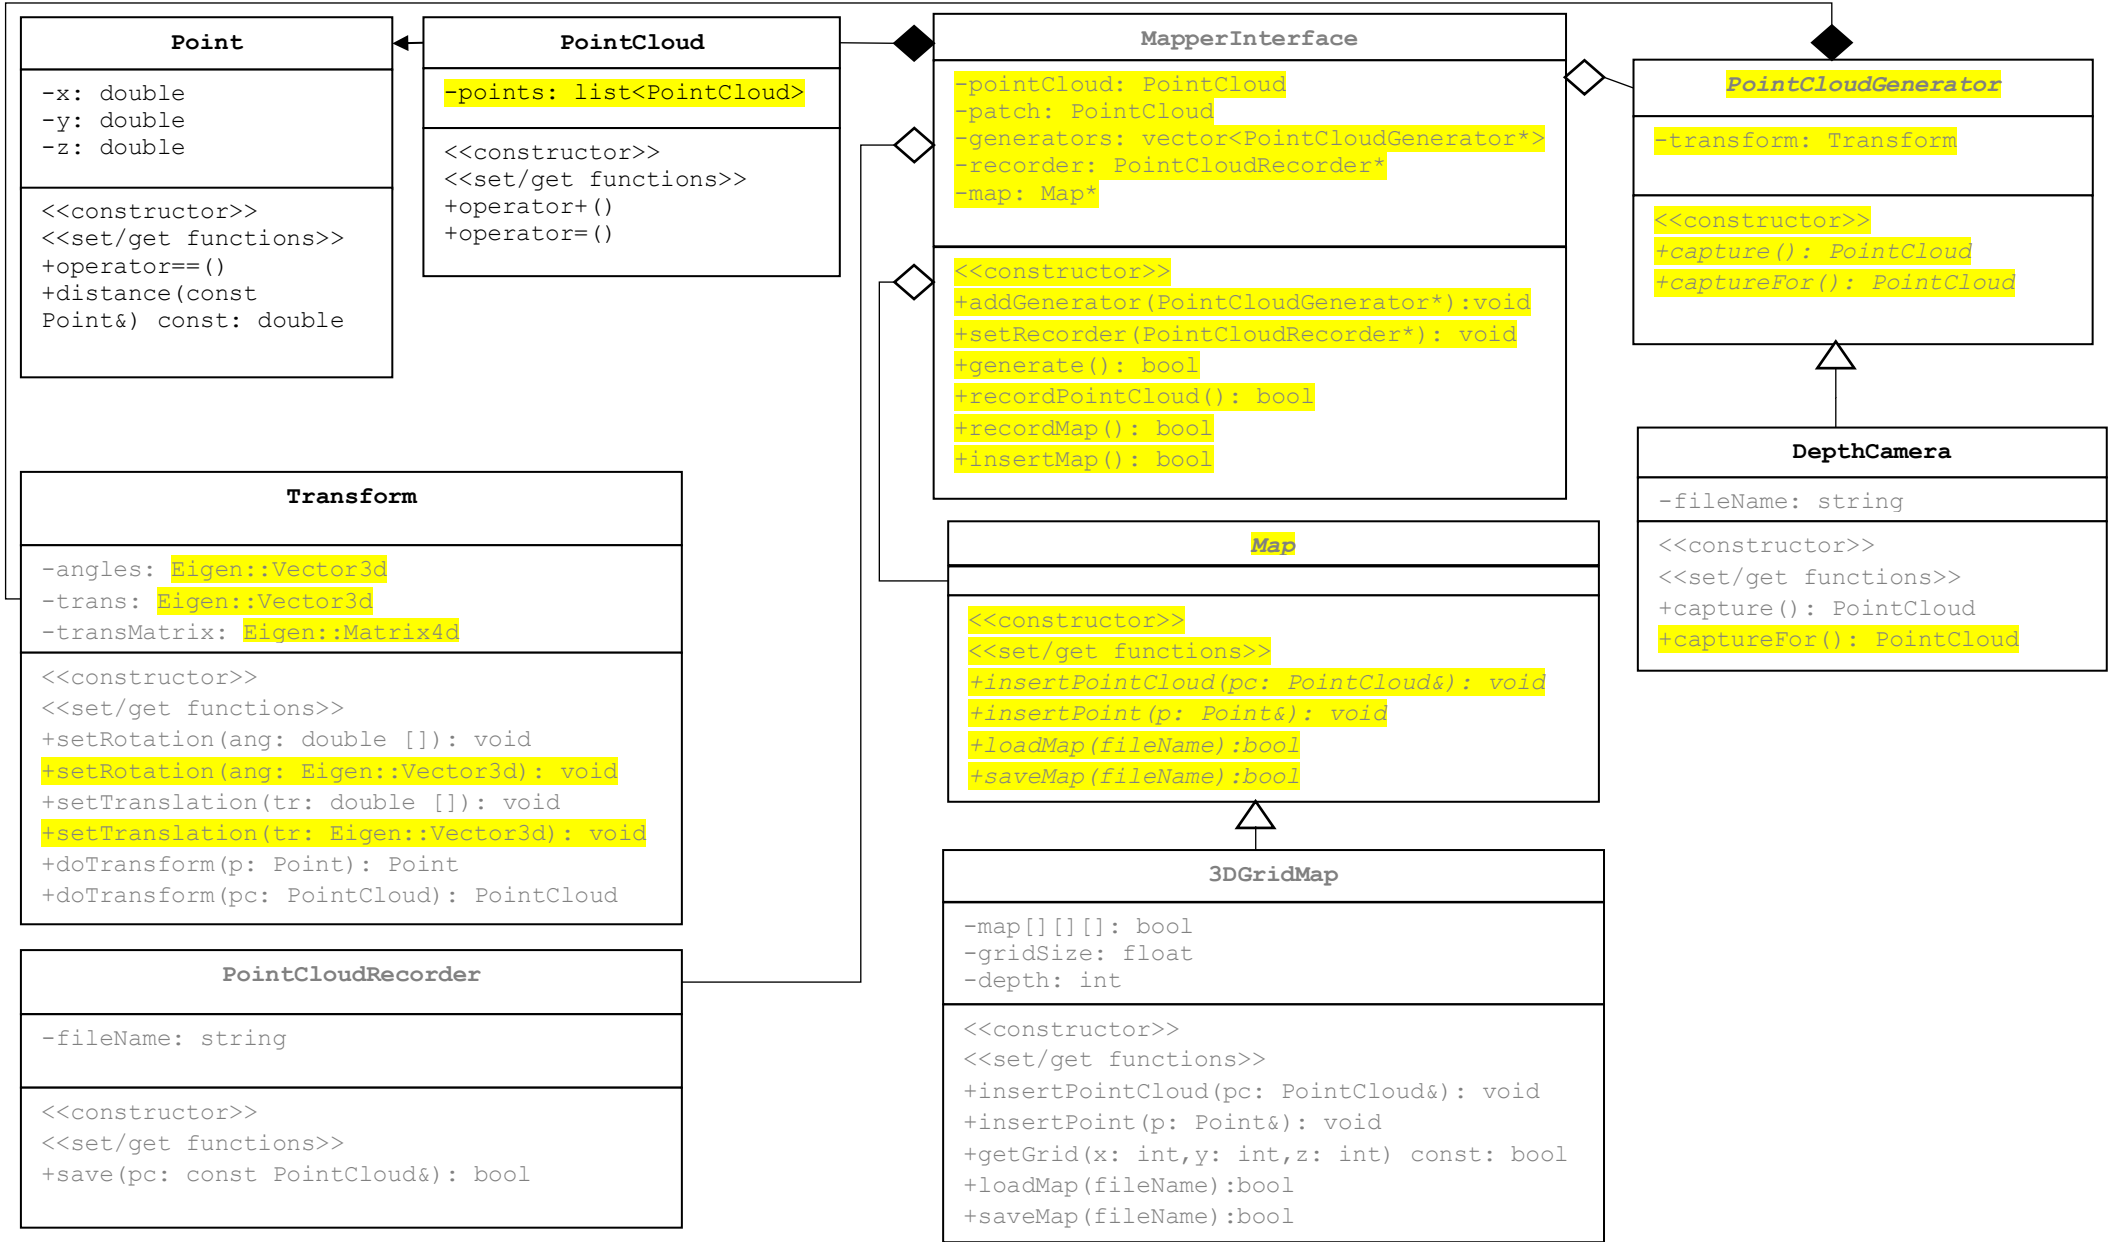 Point
-x: double
-y: double
-z: double
<<constructor>>
<<set/get functions>>
+operator==()
+distance(const
Point&) const: double
PointCloud
-points: list<PointCloud>
<<constructor>>
<<set/get functions>>
+operator+()
+operator=()
MapperInterface
-pointCloud: PointCloud
-patch: PointCloud
-generators: vector<PointCloudGenerator*>
-recorder: PointCloudRecorder*
-map: Map*
<<constructor>>
+addGenerator(PointCloudGenerator*):void
+setRecorder(PointCloudRecorder*): void
+generate(): bool
+recordPointCloud(): bool
+recordMap(): bool
+insertMap(): bool
PointCloudGenerator
-transform: Transform
<<constructor>>
+capture(): PointCloud
+captureFor(): PointCloud
DepthCamera
-fileName: string
<<constructor>>
<<set/get functions>>
+capture(): PointCloud
+captureFor(): PointCloud
Transform
-angles: Eigen::Vector3d
-trans: Eigen::Vector3d
-transMatrix: Eigen::Matrix4d
<<constructor>>
<<set/get functions>>
+setRotation(ang: double []): void
+setRotation(ang: Eigen::Vector3d): void
+setTranslation(tr: double []): void
+setTranslation(tr: Eigen::Vector3d): void
+doTransform(p: Point): Point
+doTransform(pc: PointCloud): PointCloud
Map
<<constructor>>
<<set/get functions>>
+insertPointCloud(pc: PointCloud&): void
+insertPoint(p: Point&): void
+loadMap(fileName):bool
+saveMap(fileName):bool
3DGridMap
-map[][][]: bool
-gridSize: float
-depth: int
<<constructor>>
<<set/get functions>>
+insertPointCloud(pc: PointCloud&): void
+insertPoint(p: Point&): void
+getGrid(x: int,y: int,z: int) const: bool
+loadMap(fileName):bool
+saveMap(fileName):bool
PointCloudRecorder
-fileName: string
<<constructor>>
<<set/get functions>>
+save(pc: const PointCloud&): bool